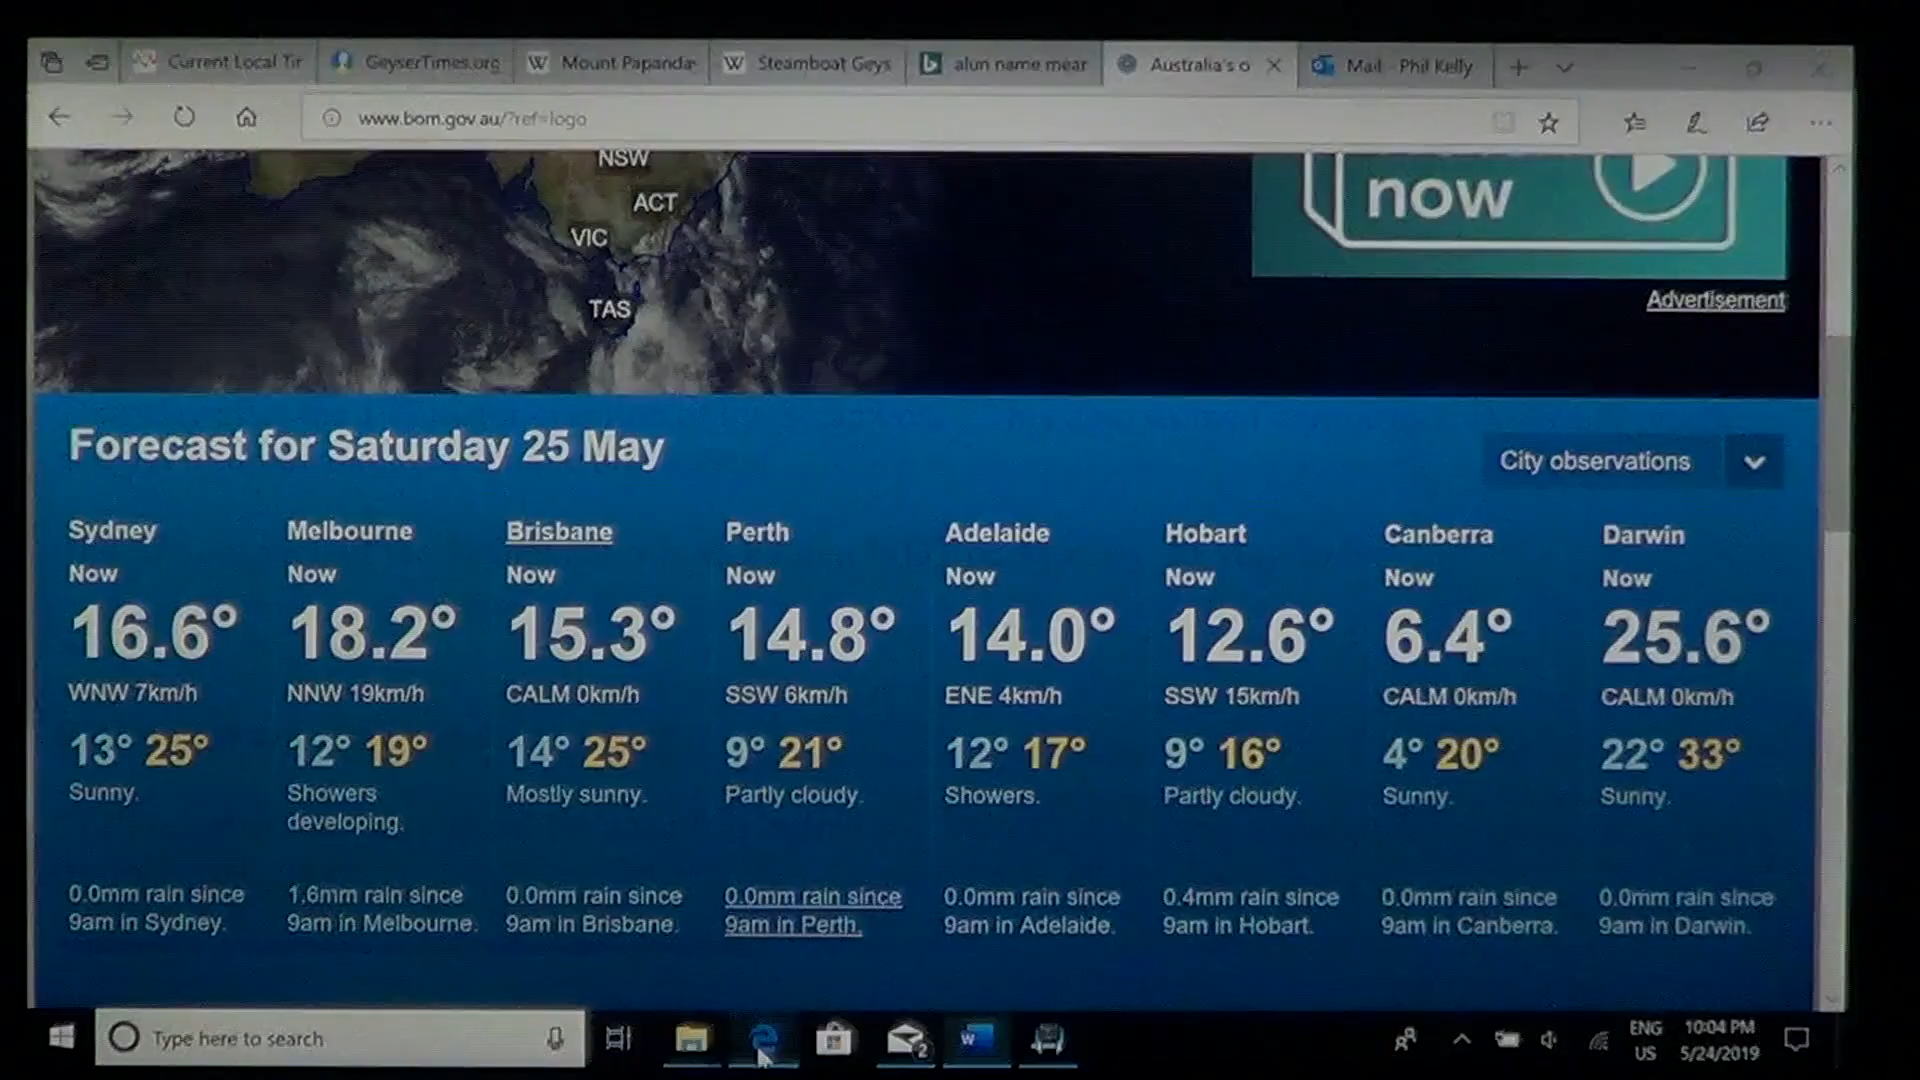 Current Local Tir
GeyserTimes.org
Mount Papanda
Steamboat Geys
alun name mear
Australia's o
Mail - Phil Kelly
www.bom.gov.au/?ref=logo
NSW
ACT
VIC
TAS
now
Advertisement
Forecast for Saturday 25 May
City observations
Sydney Melbourne Brisbane Perth Adelaide Hobart Canberra Darwin
Now Now Now Now Now Now Now Now
16.6° 18.2° 15.3° 14.8° 14.0° 12.6° 6.4° 25.6°
WNW 7km/h NNW 19km/h CALM 0km/h SSW 6km/h ENE 4km/h SSW 15km/h CALM 0km/h CALM 0km/h
13° 25° 12° 19° 14° 25° 9° 21° 12° 17° 9° 16° 4° 20° 22° 33°
Sunny. Showers Mostly sunny. Partly cloudy. Showers. Partly cloudy. Sunny. Sunny.
developing.
0.0mm rain since 1.6mm rain since 0.0mm rain since 0.0mm rain since 0.0mm rain since 0.4mm rain since 0.0mm rain since 0.0mm rain since
9am in Sydney. 9am in Melbourne. 9am in Brisbane. 9am in Perth. 9am in Adelaide. 9am in Hobart. 9am in Canberra. 9am in Darwin.
Type here to search
2
W
ENG 10:04 PM
US 5/24/2019